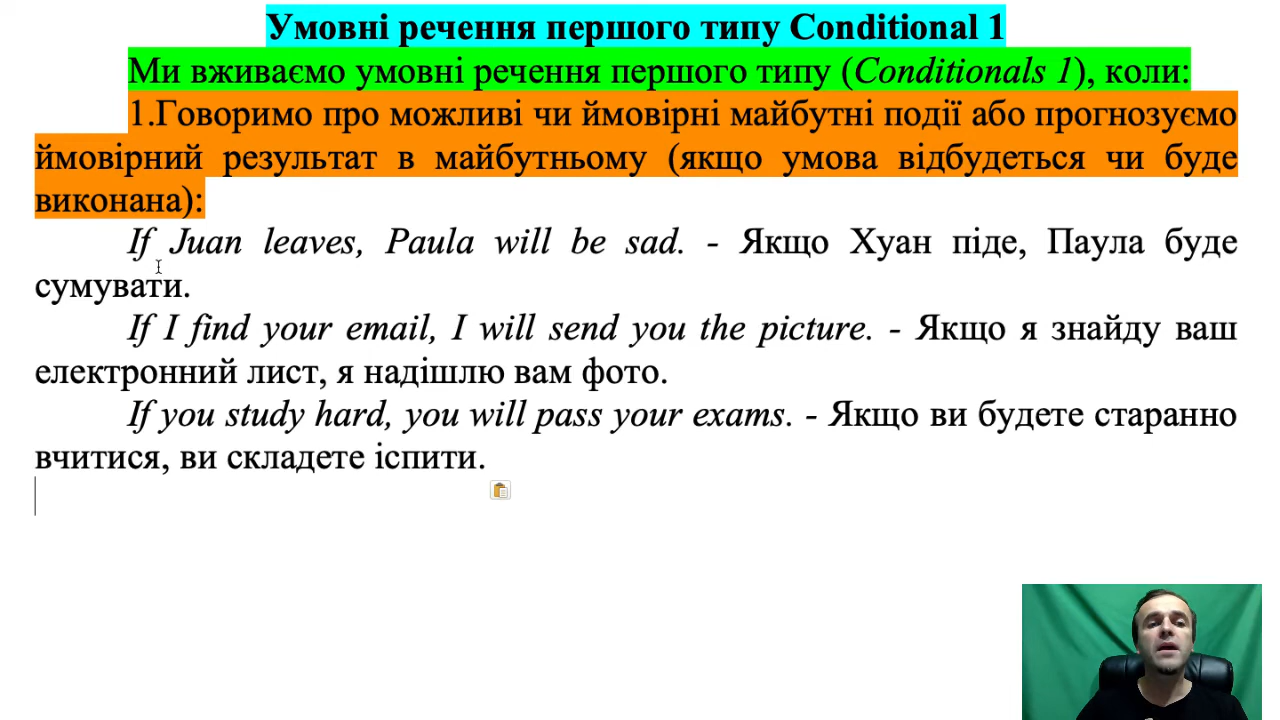 Умовні речення першого типу Conditional 1
Ми вживаємо умовні речення першого типу (Conditionals 1), коли:
1.Говоримо про можливі чи ймовірні майбутні події або прогнозуємо
ймовірний результат в майбутньому (якщо умова відбудеться чи буде
виконана):
If Juan leaves, Paula will be sad. - Якщо Хуан піде, Паула буде
сумувати.
If I find your email, I will send you the picture. - Якщо я знайду ваш
електронний лист, я надішлю вам фото.
If you study hard, you will pass your exams. - Якщо ви будете старанно
вчитися, ви складете іспити.